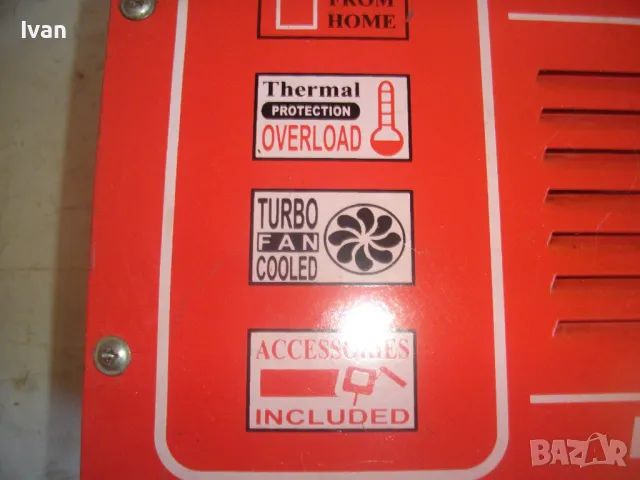 Ivan
FROM
HOME
Thermal
PROTECTION
OVERLOAD
TURBO
FAN
COOLED
ACCESSORIES
INCLUDED
BAZAR